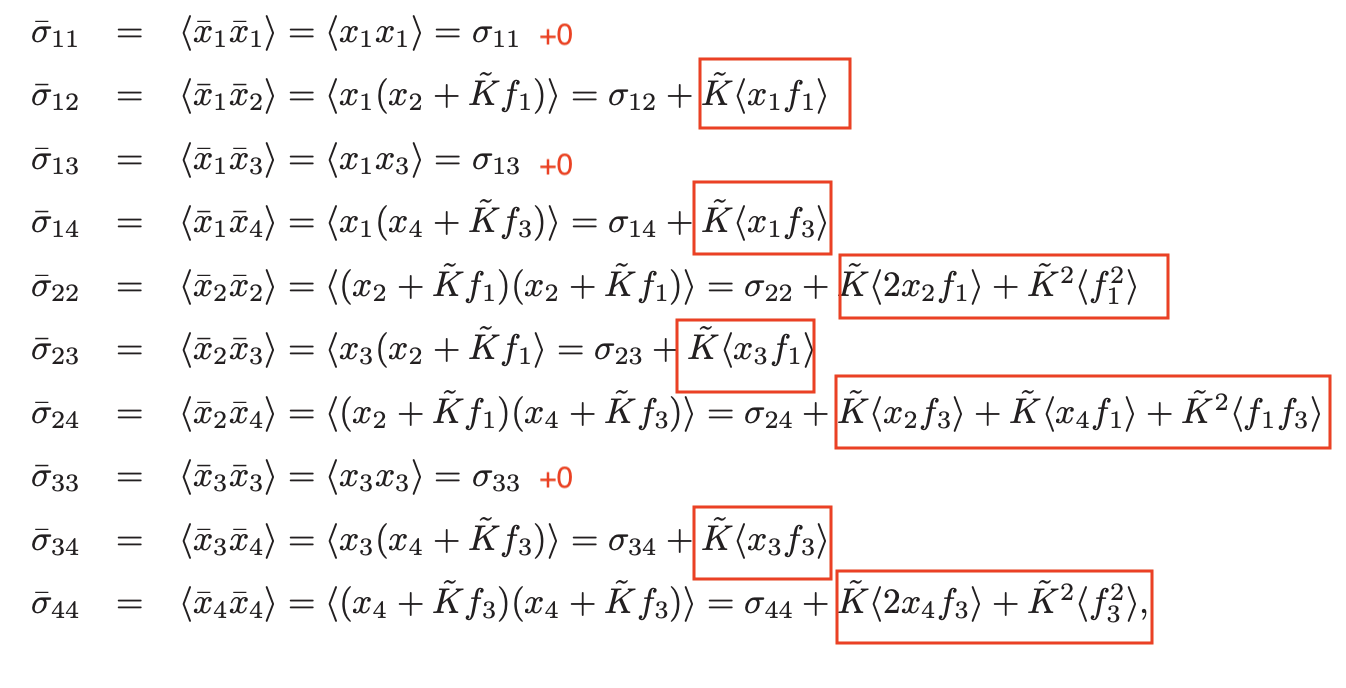 σ̄₁₁ = ⟨x̄₁x̄₁⟩ = ⟨x₁x₁⟩ = σ₁₁ +0
σ̄₁₂ = ⟨x̄₁x̄₂⟩ = ⟨x₁(x₂ + K̃f₁)⟩ = σ₁₂ + K̃⟨x₁f₁⟩
σ̄₁₃ = ⟨x̄₁x̄₃⟩ = ⟨x₁x₃⟩ = σ₁₃ +0
σ̄₁₄ = ⟨x̄₁x̄₄⟩ = ⟨x₁(x₄ + K̃f₃)⟩ = σ₁₄ + K̃⟨x₁f₃⟩
σ̄₂₂ = ⟨x̄₂x̄₂⟩ = ⟨(x₂ + K̃f₁)(x₂ + K̃f₁)⟩ = σ₂₂ + K̃⟨2x₂f₁⟩ + K̃²⟨f₁²⟩
σ̄₂₃ = ⟨x̄₂x̄₃⟩ = ⟨x₃(x₂ + K̃f₁⟩ = σ₂₃ + K̃⟨x₃f₁⟩
σ̄₂₄ = ⟨x̄₂x̄₄⟩ = ⟨(x₂ + K̃f₁)(x₄ + K̃f₃)⟩ = σ₂₄ + K̃⟨x₂f₃⟩ + K̃⟨x₄f₁⟩ + K̃²⟨f₁f₃⟩
σ̄₃₃ = ⟨x̄₃x̄₃⟩ = ⟨x₃x₃⟩ = σ₃₃ +0
σ̄₃₄ = ⟨x̄₃x̄₄⟩ = ⟨x₃(x₄ + K̃f₃)⟩ = σ₃₄ + K̃⟨x₃f₃⟩
σ̄₄₄ = ⟨x̄₄x̄₄⟩ = ⟨(x₄ + K̃f₃)(x₄ + K̃f₃)⟩ = σ₄₄ + K̃⟨2x₄f₃⟩ + K̃²⟨f₃²⟩,